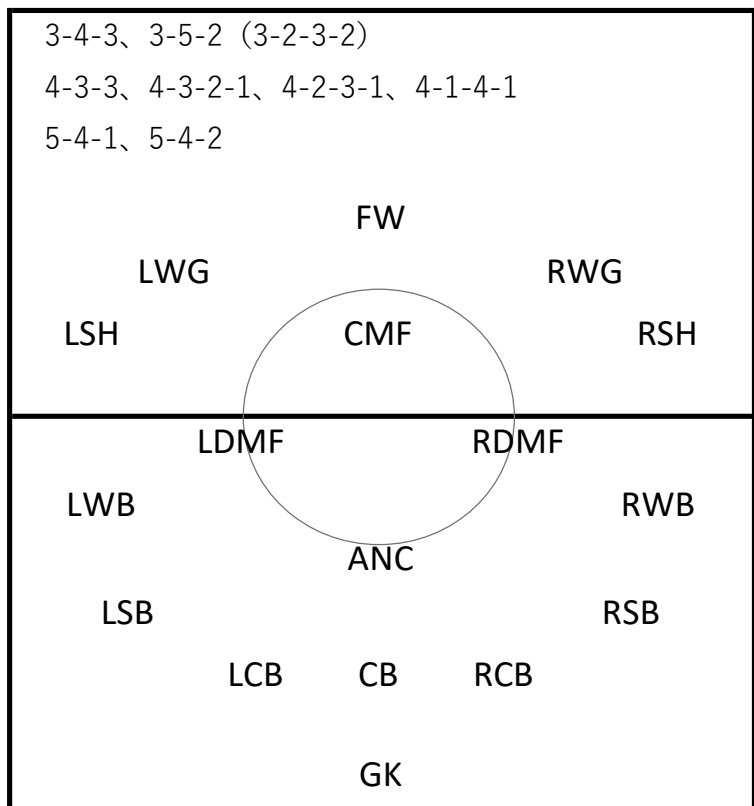 3-4-3、3-5-2（3-2-3-2）
4-3-3、4-3-2-1、4-2-3-1、4-1-4-1
5-4-1、5-4-2
FW
LWG RWG
LSH CMF RSH
LDMF RDMF
LWB RWB
ANC
LSB RSB
LCB CB RCB
GK